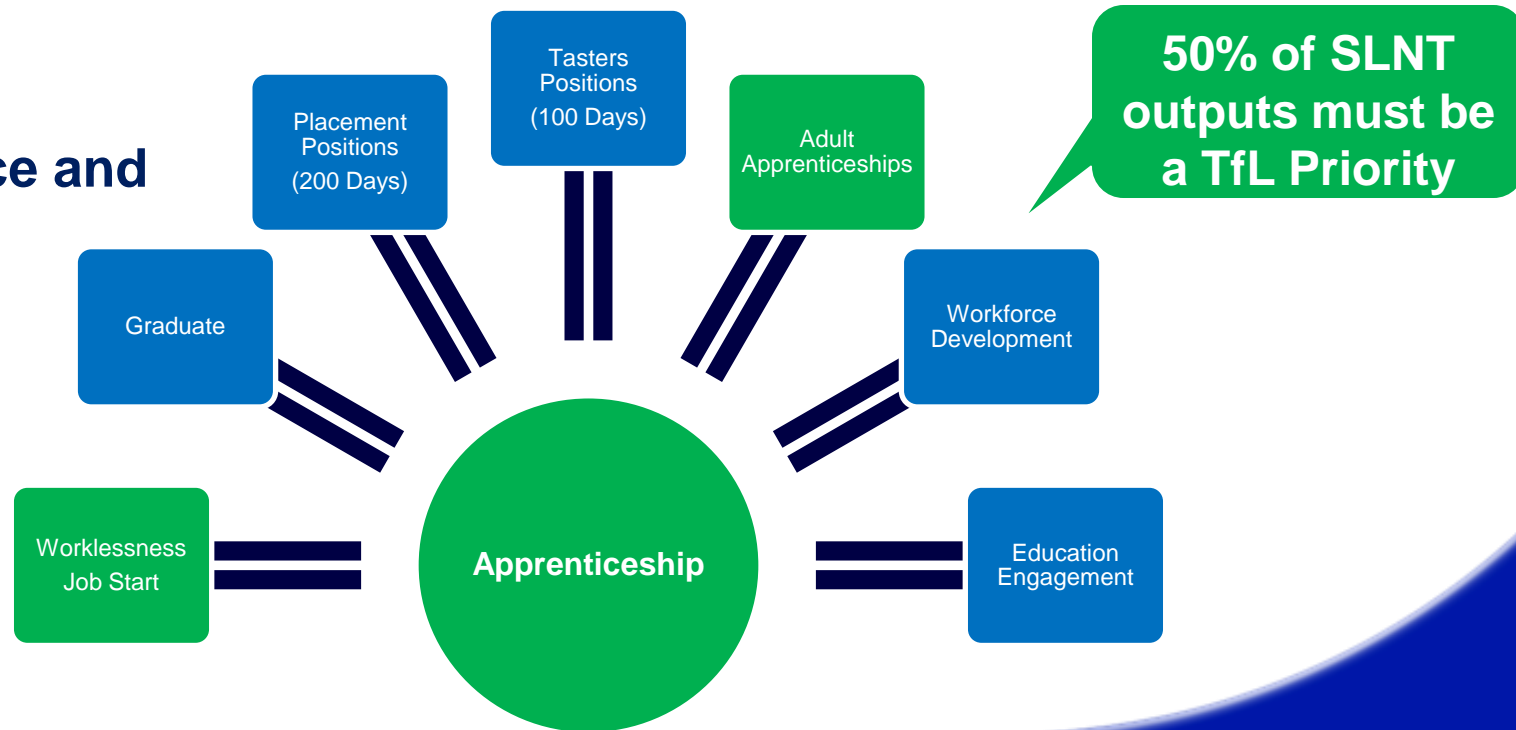 ce and
50% of SLNT
outputs must be
a TfL Priority
Tasters
Positions
(100 Days)
Placement
Positions
(200 Days)
Adult
Apprenticeships
Graduate
Workforce
Development
Worklessness
Job Start
Apprenticeship
Education
Engagement